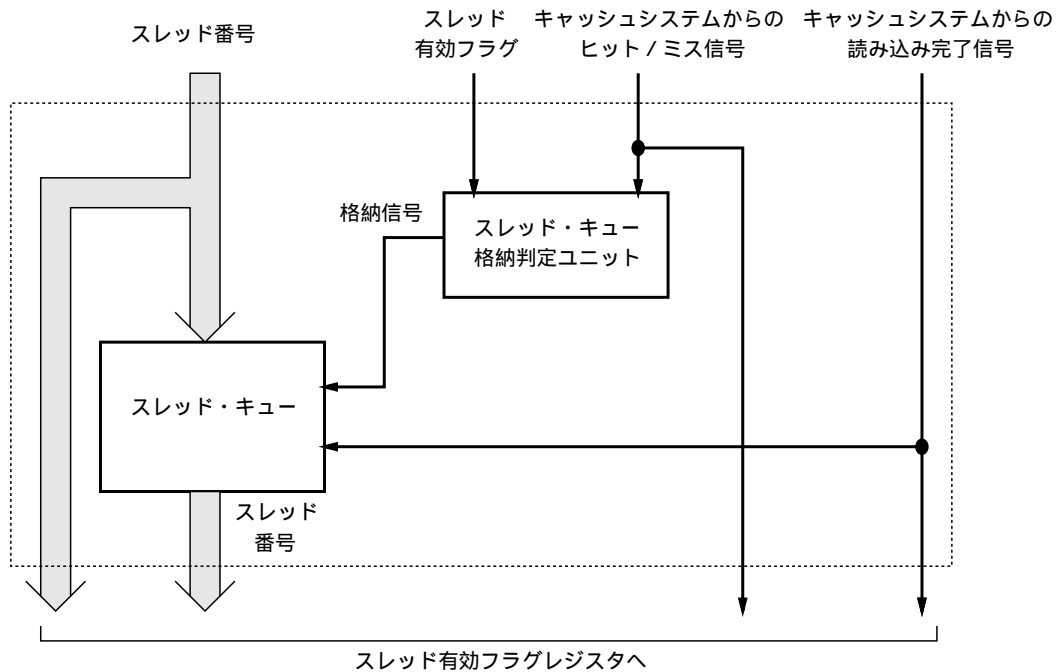 スレッド番号
スレッド
有効フラグ
キャッシュシステムからの
ヒット / ミス信号
キャッシュシステムからの
読み込み完了信号
格納信号
スレッド・キュー
格納判定ユニット
スレッド・キュー
スレッド
番号
スレッド有効フラグレジスタへ